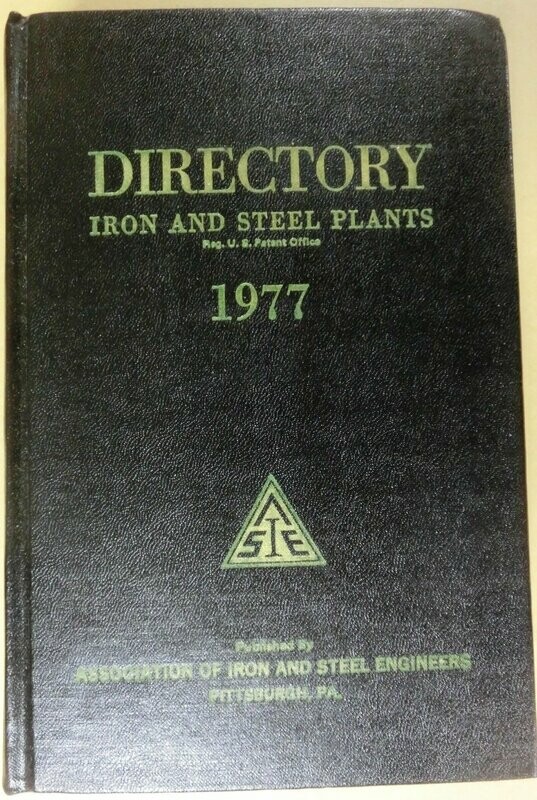 DIRECTORY
IRON AND STEEL PLANTS
Reg. U. S. Patent Office
1977
AISE
Published By
ASSOCIATION OF IRON AND STEEL ENGINEERS
PITTSBURGH, PA.